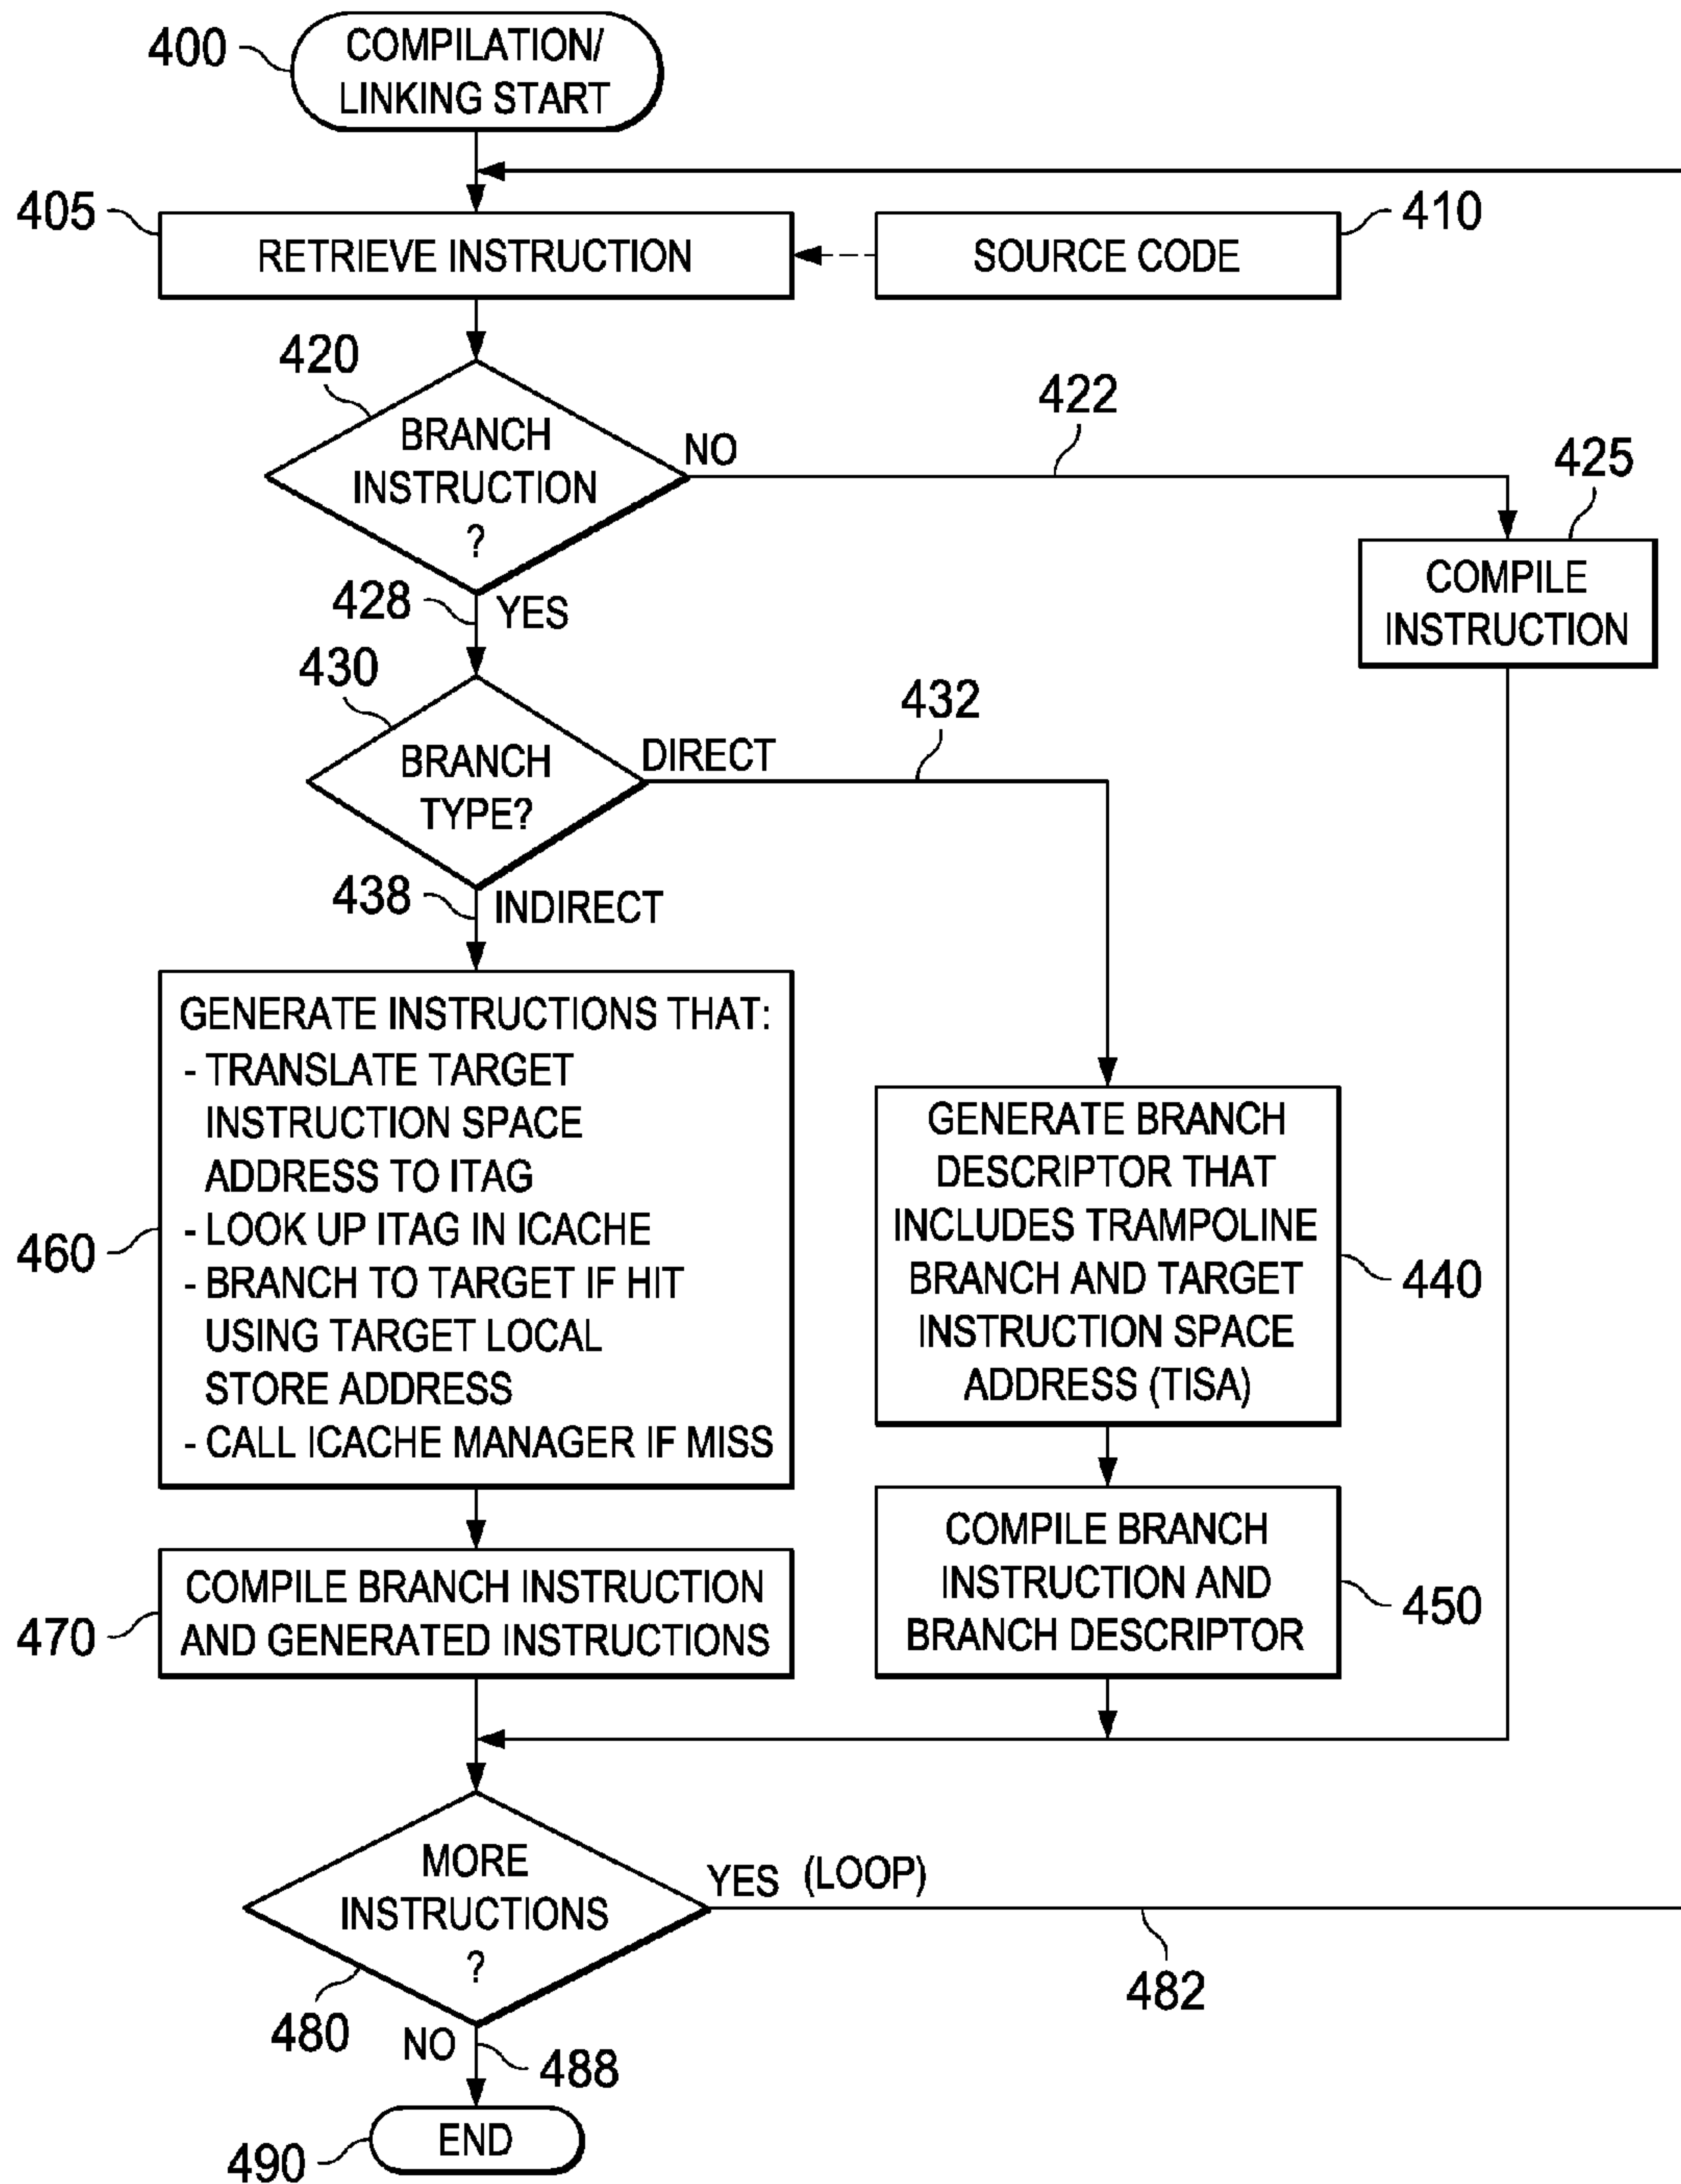 400
COMPILATION/
LINKING START
405
RETRIEVE INSTRUCTION
SOURCE CODE
410
420
BRANCH
INSTRUCTION
?
NO
422
425
COMPILE
INSTRUCTION
428
YES
430
BRANCH
TYPE?
DIRECT
432
438
INDIRECT
460
GENERATE INSTRUCTIONS THAT:
- TRANSLATE TARGET
INSTRUCTION SPACE
ADDRESS TO ITAG
- LOOK UP ITAG IN ICACHE
- BRANCH TO TARGET IF HIT
USING TARGET LOCAL
STORE ADDRESS
- CALL ICACHE MANAGER IF MISS
GENERATE BRANCH
DESCRIPTOR THAT
INCLUDES TRAMPOLINE
BRANCH AND TARGET
INSTRUCTION SPACE
ADDRESS (TISA)
440
470
COMPILE BRANCH INSTRUCTION
AND GENERATED INSTRUCTIONS
COMPILE BRANCH
INSTRUCTION AND
BRANCH DESCRIPTOR
450
MORE
INSTRUCTIONS
?
480
YES (LOOP)
482
NO
488
END
490